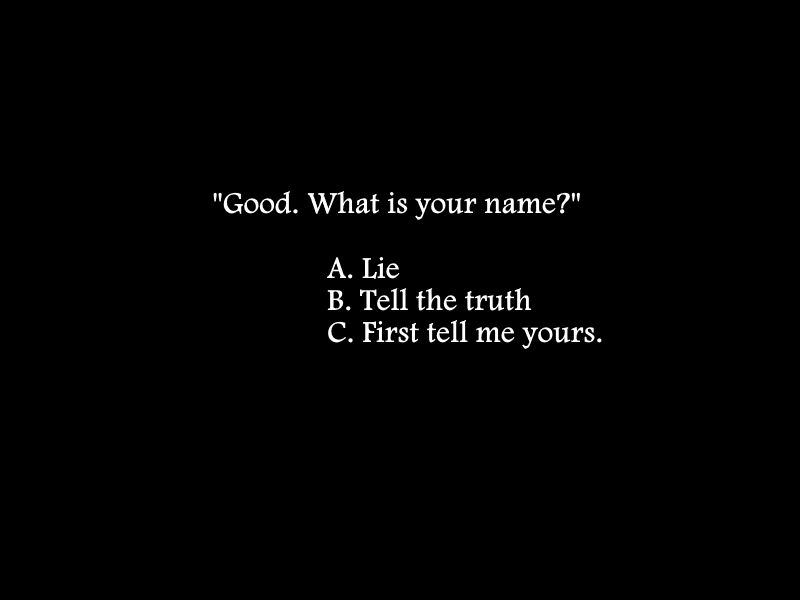 "Good. What is your name?"
A. Lie
B. Tell the truth
C. First tell me yours.